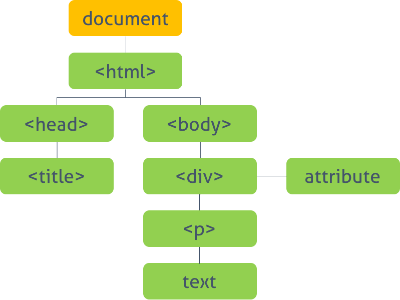 document
<html>
<head>
<body>
<title>
<div>
attribute
<p>
text